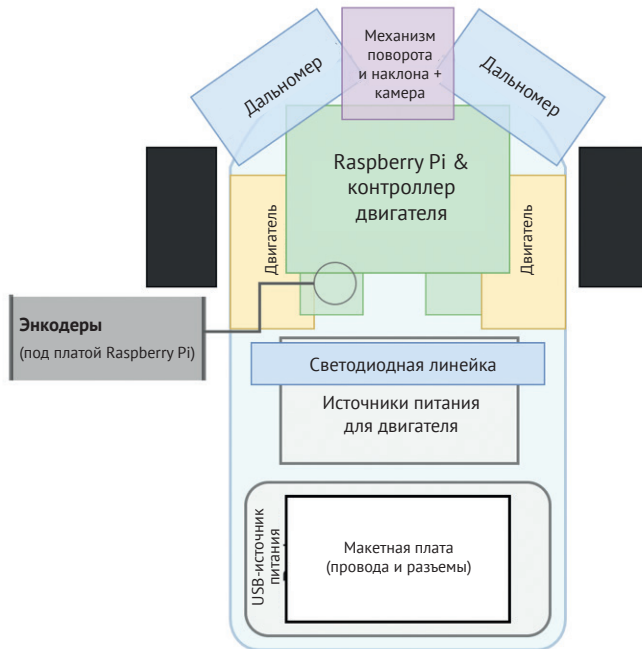 Механизм
поворота
и наклона +
камера
Дальномер
Дальномер
Raspberry Pi &
контроллер
двигателя
Двигатель
Двигатель
Энкодеры
(под платой Raspberry Pi)
Светодиодная линейка
Источники питания
для двигателя
USB-источник
питания
Макетная плата
(провода и разъемы)